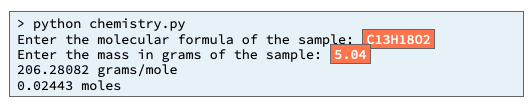 > python chemistry.py
Enter the molecular formula of the sample: C13H18O2
Enter the mass in grams of the sample: 5.04
206.28082 grams/mole
0.02443 moles